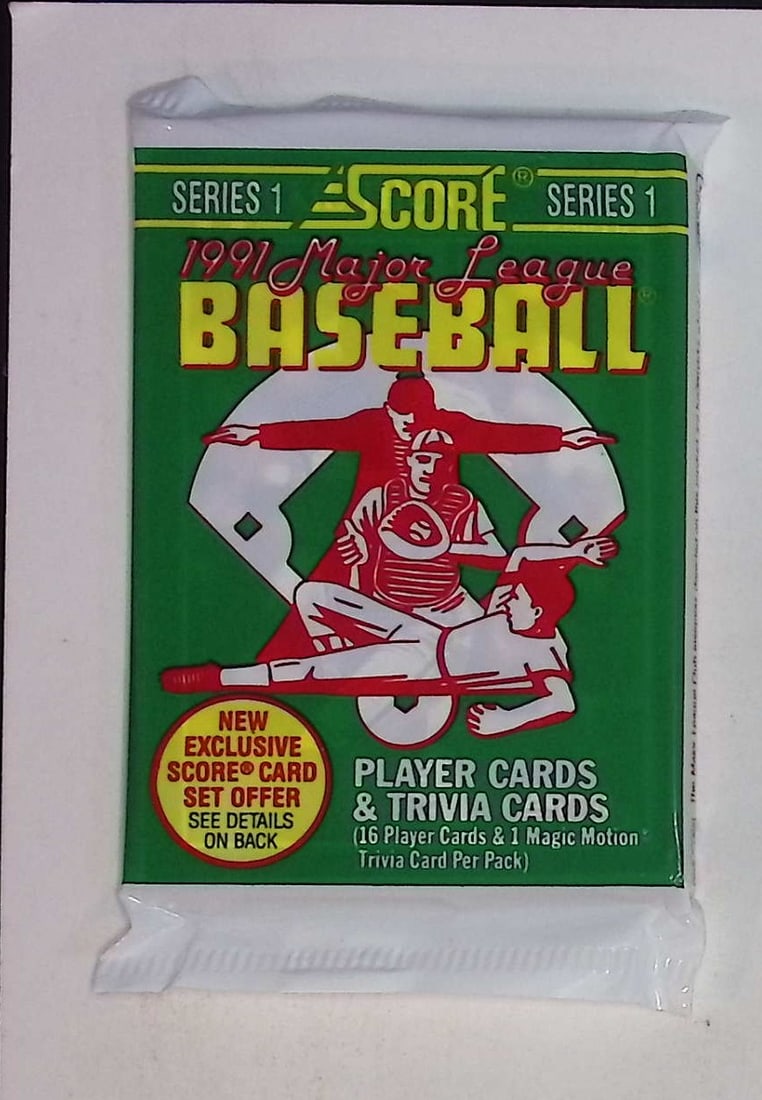 SERIES 1 SCORE® SERIES 1
1991 Major League
BASEBALL®
NEW
EXCLUSIVE
SCORE® CARD
SET OFFER
SEE DETAILS
ON BACK
PLAYER CARDS
& TRIVIA CARDS
(16 Player Cards & 1 Magic Motion
Trivia Card Per Pack)